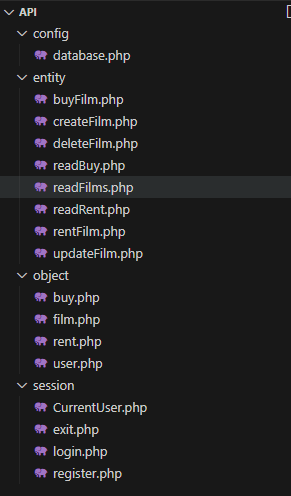 API
config
database.php
entity
buyFilm.php
createFilm.php
deleteFilm.php
readBuy.php
readFilms.php
readRent.php
rentFilm.php
updateFilm.php
object
buy.php
film.php
rent.php
user.php
session
CurrentUser.php
exit.php
login.php
register.php